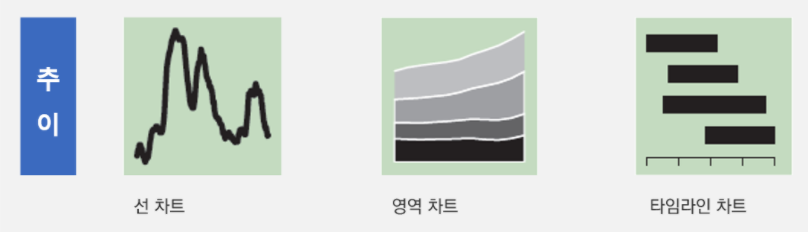 추
이
선 차트
영역 차트
타임라인 차트